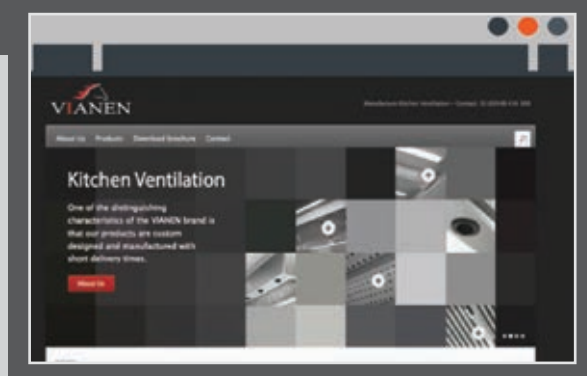 VIANEN
About Us Products Download brochure Contact
Kitchen Ventilation
One of the distinguishing
characteristics of the VIANEN brand is
that our products are custom
designed and manufactured with
short delivery times.
About Us